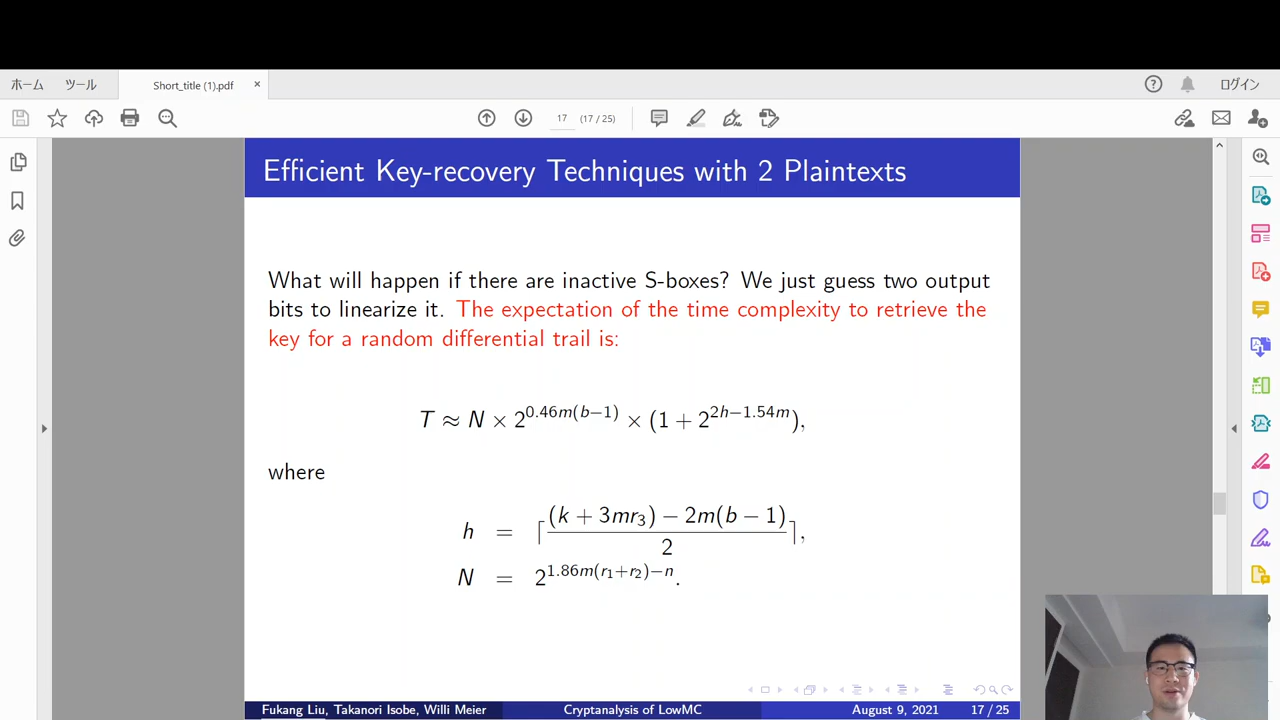 ホーム ツール Short_title (1).pdf × ログイン
17 (17 / 25)
Efficient Key-recovery Techniques with 2 Plaintexts
What will happen if there are inactive S-boxes? We just guess two output
bits to linearize it. The expectation of the time complexity to retrieve the
key for a random differential trail is:
T ≈ N × 2^{0.46m(b−1)} × (1 + 2^{2h−1.54m}),
where
h = ⌈\frac{(k + 3mr_3) − 2m(b − 1)}{2}⌉,
N = 2^{1.86m(r_1+r_2)−n}.
Fukang Liu, Takanori Isobe, Willi Meier Cryptanalysis of LowMC August 9, 2021 17 / 25